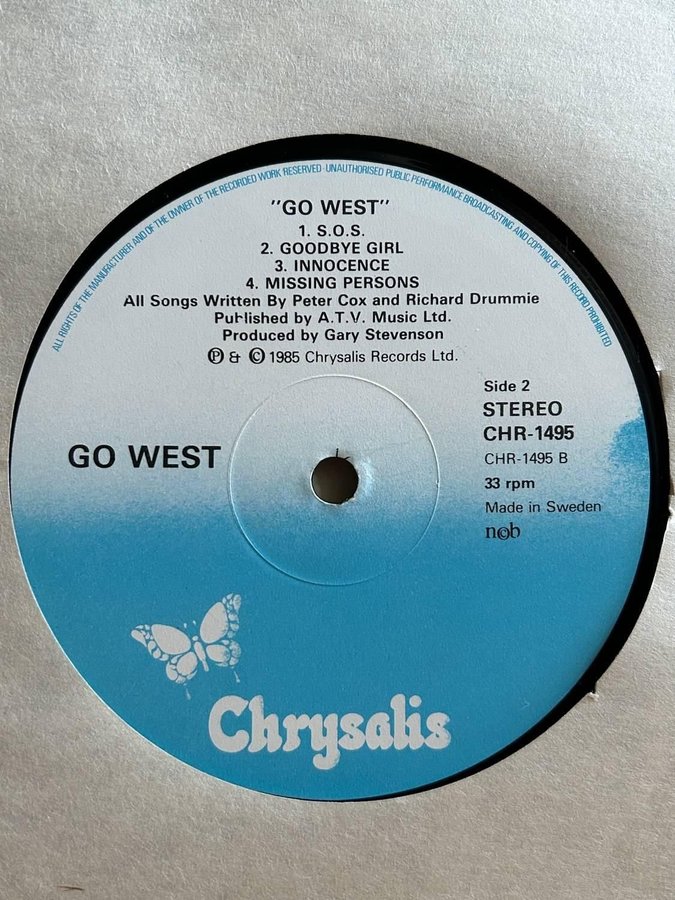 ALL RIGHTS OF THE MANUFACTURER AND OF THE OWNER OF THE RECORDED WORK RESERVED · UNAUTHORISED PUBLIC PERFORMANCE BROADCASTING AND COPYING OF THIS RECORD PROHIBITED
"GO WEST"
1. S.O.S.
2. GOODBYE GIRL
3. INNOCENCE
4. MISSING PERSONS
All Songs Written By Peter Cox and Richard Drummie
Published by A.T.V. Music Ltd.
Produced by Gary Stevenson
Ⓟ & © 1985 Chrysalis Records Ltd.
Side 2
STEREO
CHR-1495
GO WEST
CHR-1495 B
33 rpm
Made in Sweden
n©b
Chrysalis